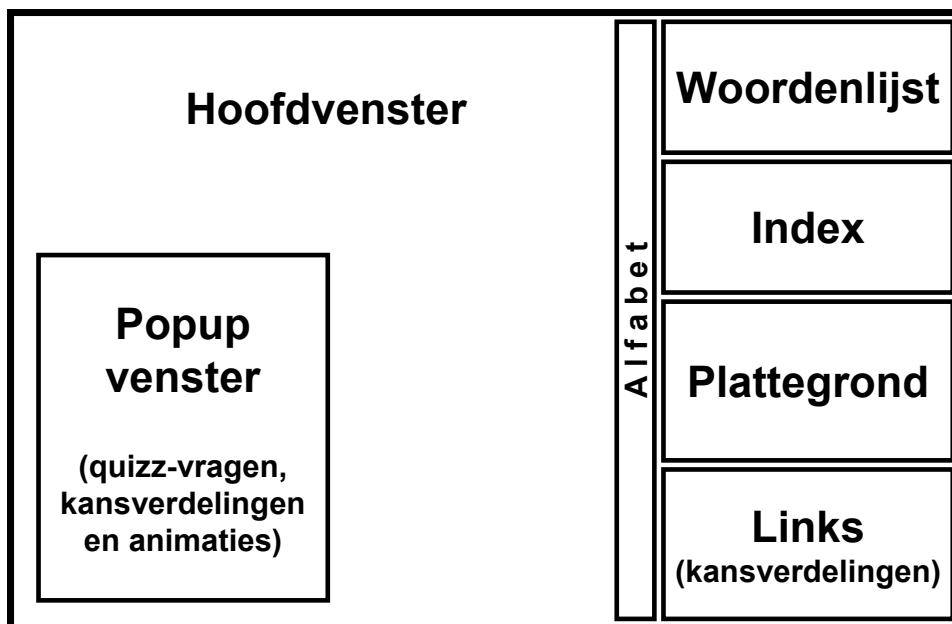 Hoofdvenster
Popup
venster
(quizz-vragen,
kansverdelingen
en animaties)
Alfabet
Woordenlijst
Index
Plattegrond
Links
(kansverdelingen)